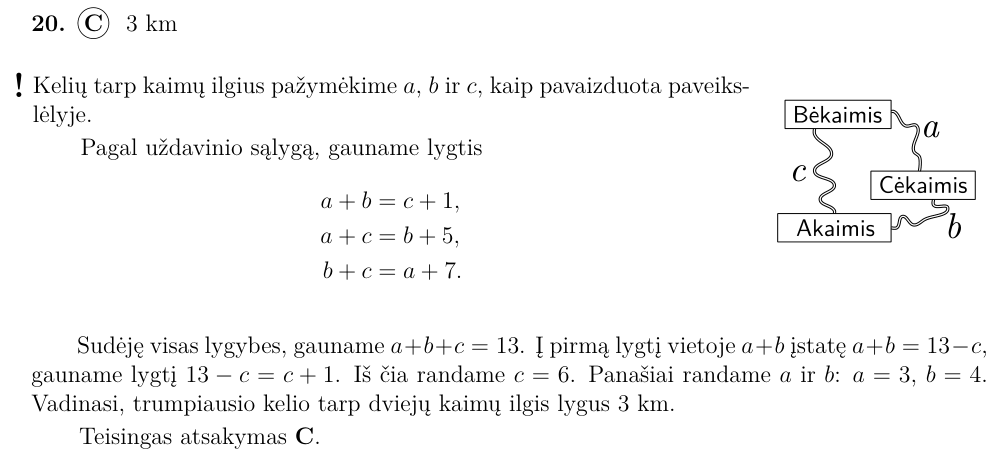 20. C 3 km
! Kelių tarp kaimų ilgius pažymėkime a, b ir c, kaip pavaizduota paveiks-
lėlyje.
Pagal uždavinio sąlygą, gauname lygtis
a + b = c + 1,
a + c = b + 5,
b + c = a + 7.
Bėkaimis
a
c
Cėkaimis
Akaimis
b
Sudėję visas lygybes, gauname a+b+c = 13. Į pirmą lygtį vietoje a+b įstatę a+b = 13−c,
gauname lygtį 13 − c = c + 1. Iš čia randame c = 6. Panašiai randame a ir b: a = 3, b = 4.
Vadinasi, trumpiausio kelio tarp dviejų kaimų ilgis lygus 3 km.
Teisingas atsakymas C.